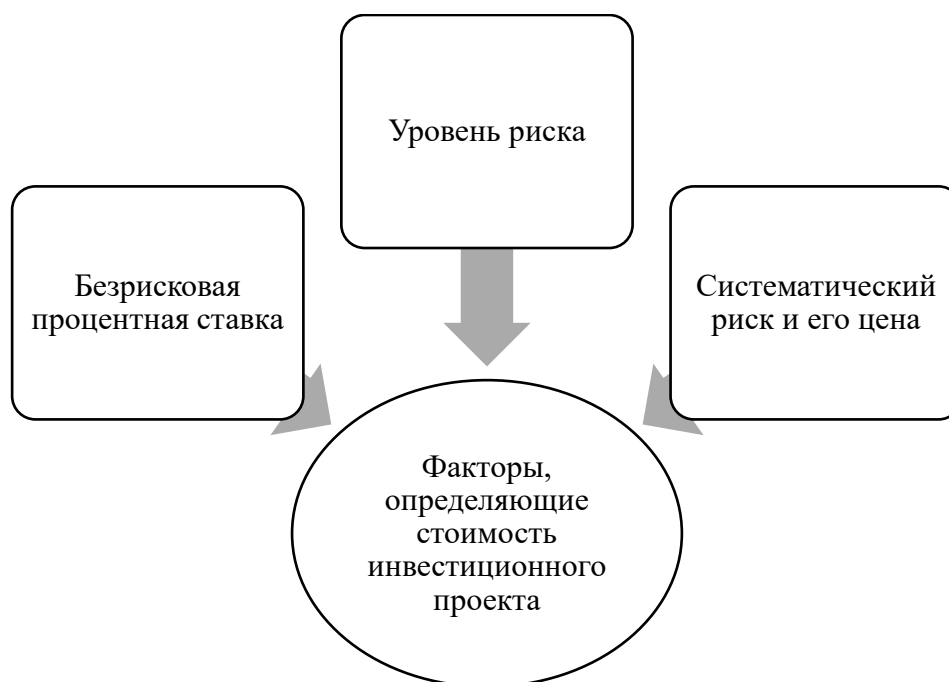 Уровень риска
Безрисковая
процентная ставка
Систематический
риск и его цена
Факторы,
определяющие
стоимость
инвестиционного
проекта